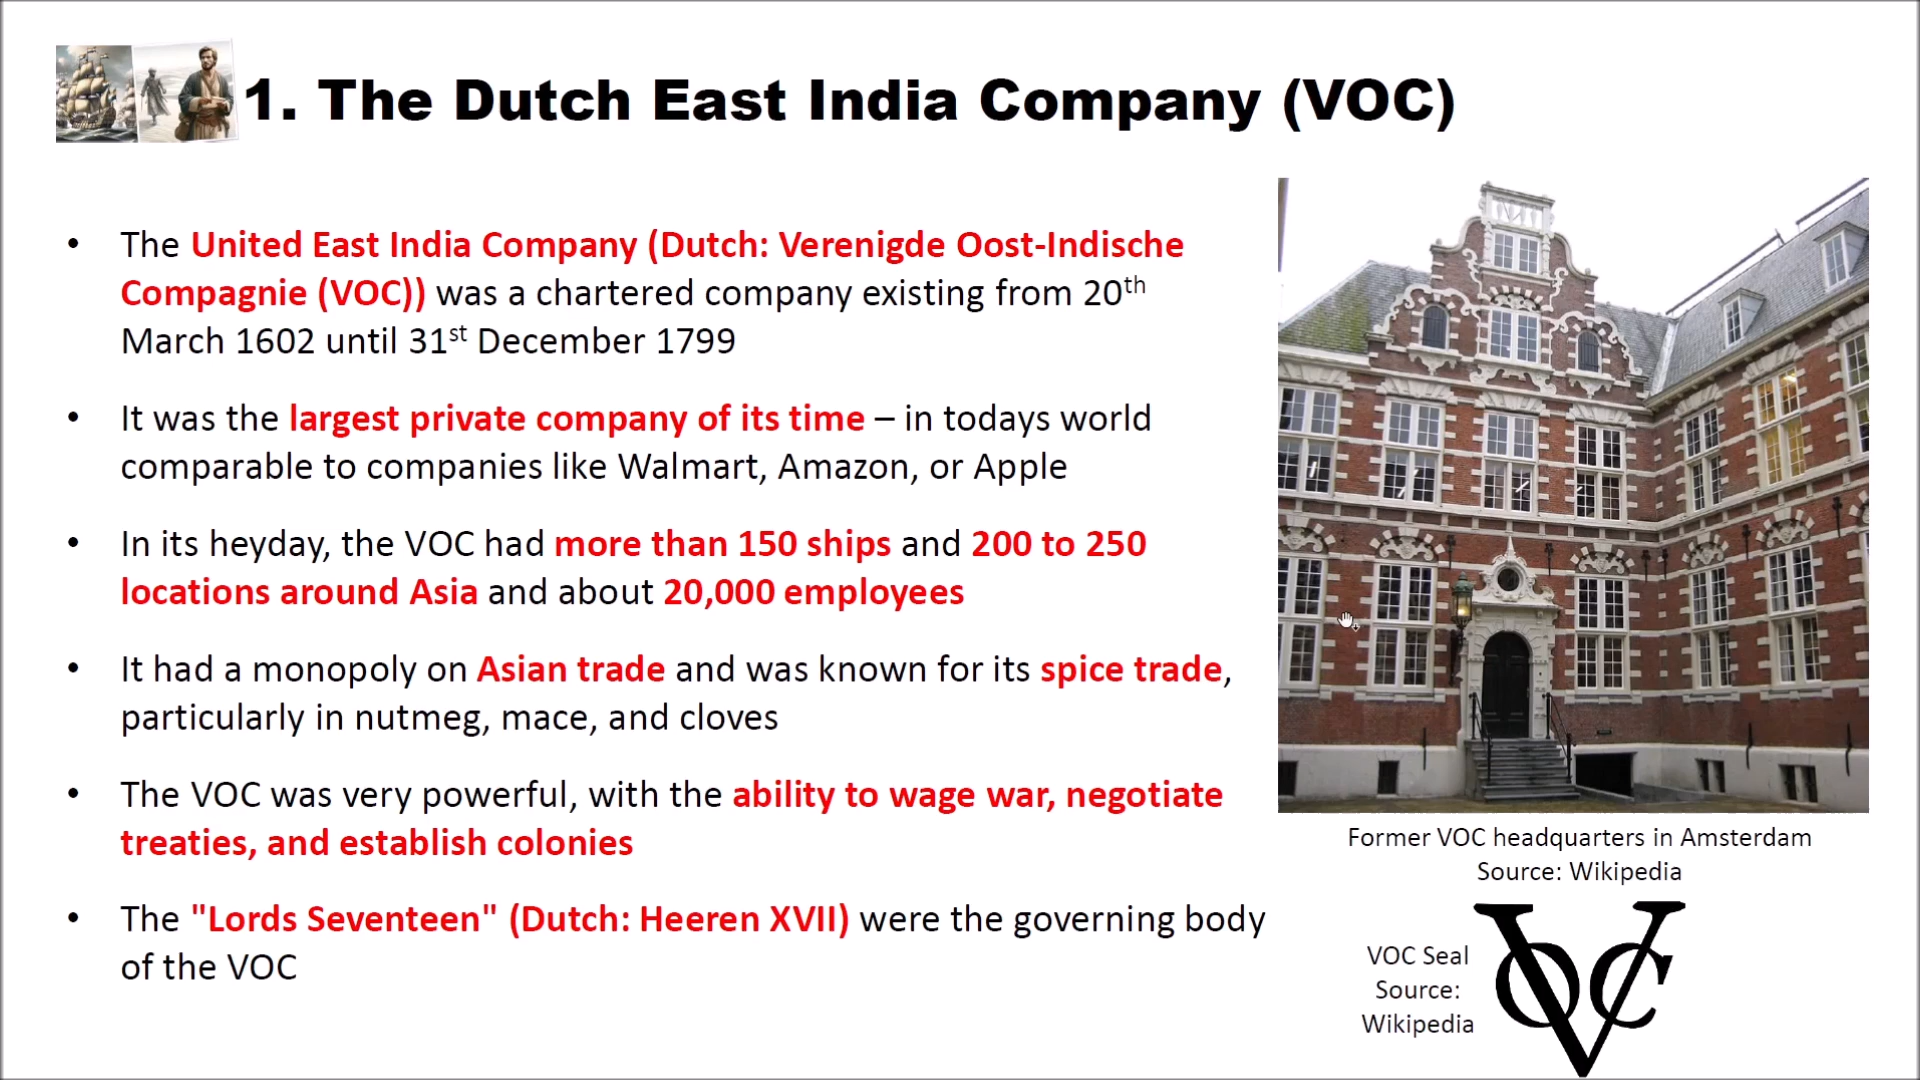 1. The Dutch East India Company (VOC)
• The United East India Company (Dutch: Verenigde Oost-Indische
Compagnie (VOC)) was a chartered company existing from 20th
March 1602 until 31st December 1799
• It was the largest private company of its time – in todays world
comparable to companies like Walmart, Amazon, or Apple
• In its heyday, the VOC had more than 150 ships and 200 to 250
locations around Asia and about 20,000 employees
• It had a monopoly on Asian trade and was known for its spice trade,
particularly in nutmeg, mace, and cloves
• The VOC was very powerful, with the ability to wage war, negotiate
treaties, and establish colonies
• The "Lords Seventeen" (Dutch: Heeren XVII) were the governing body
of the VOC
Former VOC headquarters in Amsterdam
Source: Wikipedia
VOC Seal
Source:
Wikipedia
VOC